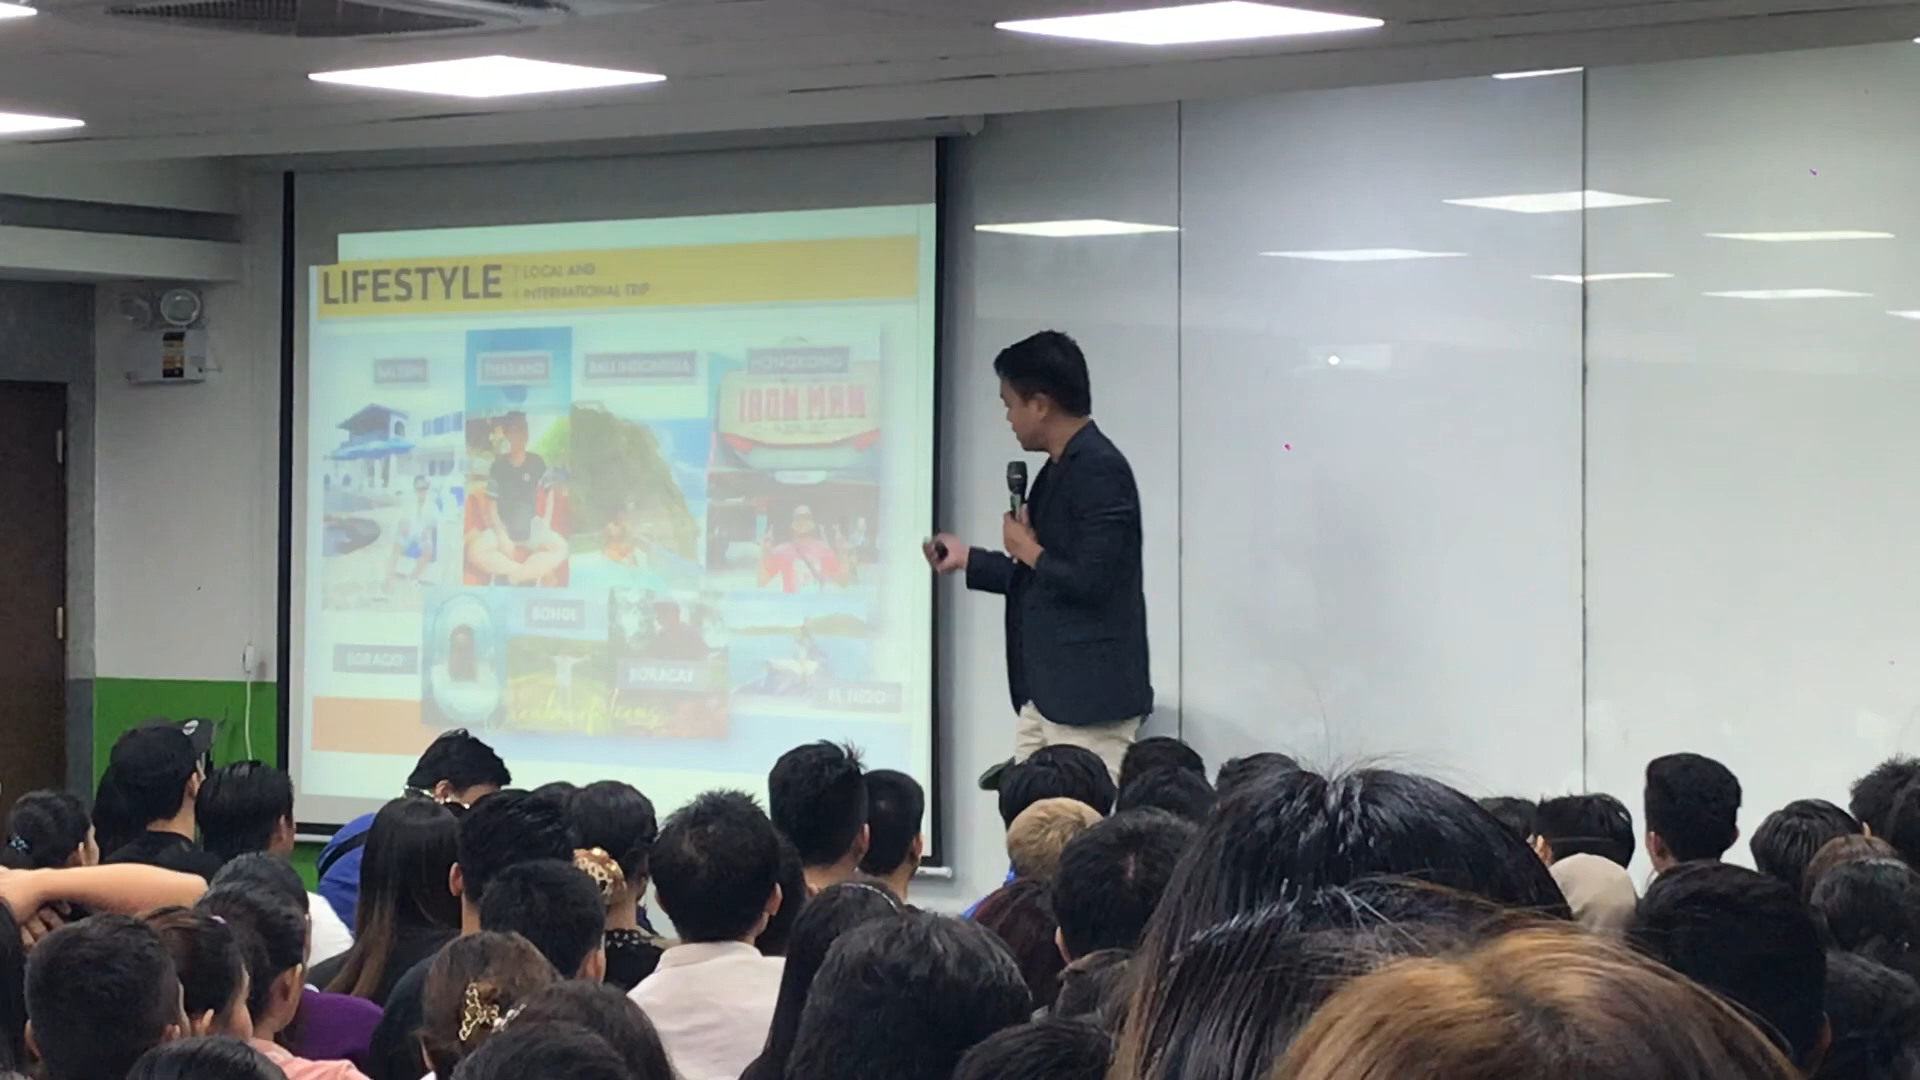 LIFESTYLE
LOCAL AND
INTERNATIONAL TRIP
THAILAND
BALI INDONESIA
HONGKONG
IRON MAN
BOHOL
BORACAY
BORACAY
EL NIDO